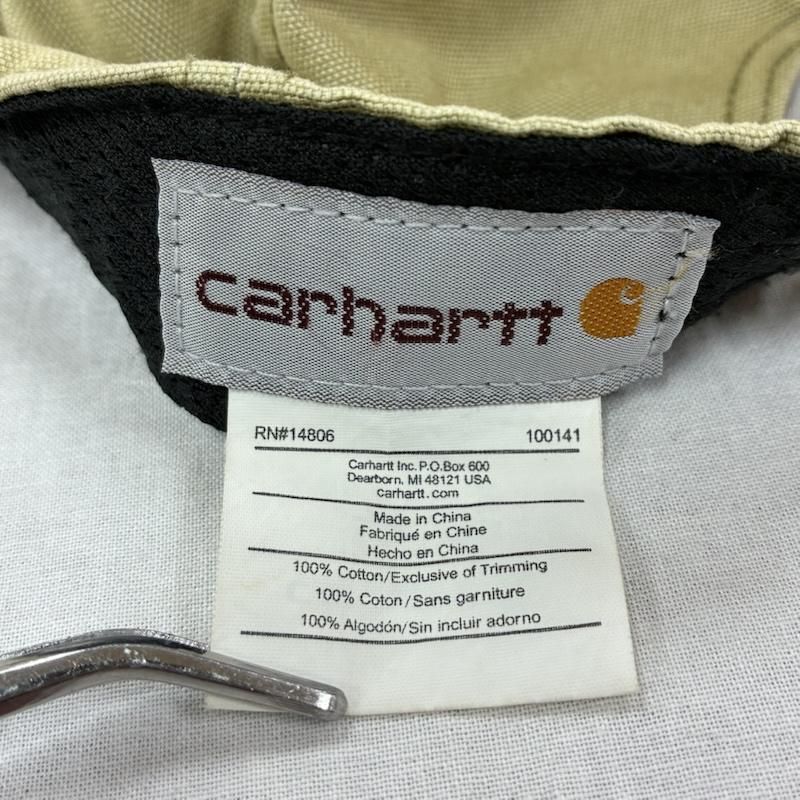 carhartt
RN#14806 100141
Carhartt Inc. P.O.Box 600
Dearborn, MI 48121 USA
carhartt.com
Made in China
Fabriqué en Chine
Hecho en China
100% Cotton/Exclusive of Trimming
100% Coton/Sans garniture
100% Algodón/Sin incluir adorno